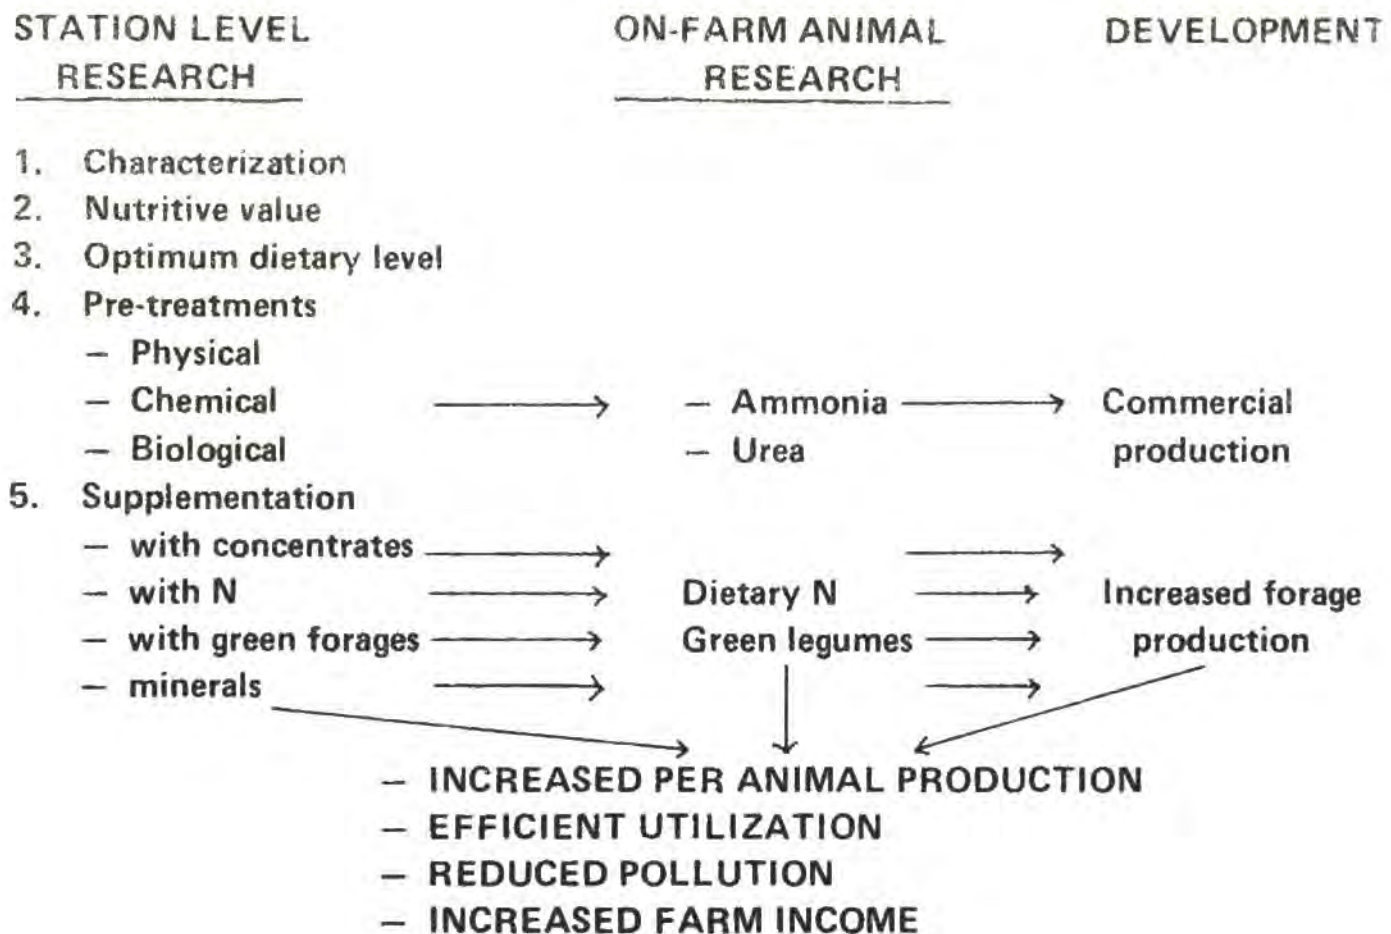 STATION LEVEL RESEARCH
ON-FARM ANIMAL RESEARCH
DEVELOPMENT
1. Characterization
2. Nutritive value
3. Optimum dietary level
4. Pre-treatments
– Physical
– Chemical → – Ammonia → Commercial
– Biological – Urea production
5. Supplementation
– with concentrates → →
– with N → Dietary N → Increased forage
– with green forages → Green legumes → production
– minerals → →
– INCREASED PER ANIMAL PRODUCTION
– EFFICIENT UTILIZATION
– REDUCED POLLUTION
– INCREASED FARM INCOME